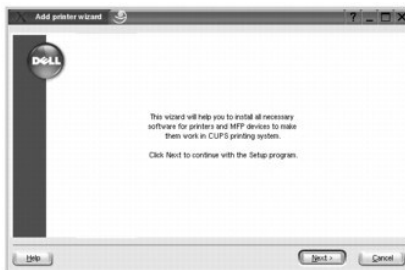 Add printer wizard
DELL
This wizard will help you to install all necessary
software for printers and MFP devices to make
them work in CUPS printing system.
Click Next to continue with the Setup program.
Help
Next >
Cancel